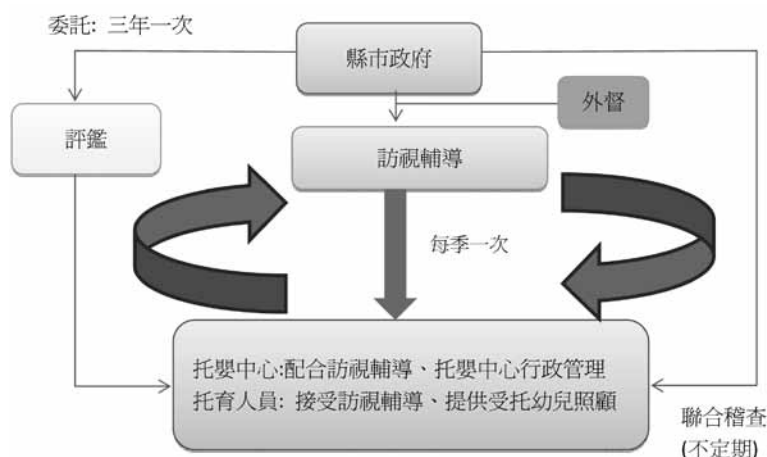 委託: 三年一次
縣市政府
外督
評鑑
訪視輔導
每季一次
托嬰中心:配合訪視輔導、托嬰中心行政管理
托育人員: 接受訪視輔導、提供受托幼兒照顧
聯合稽查
(不定期)